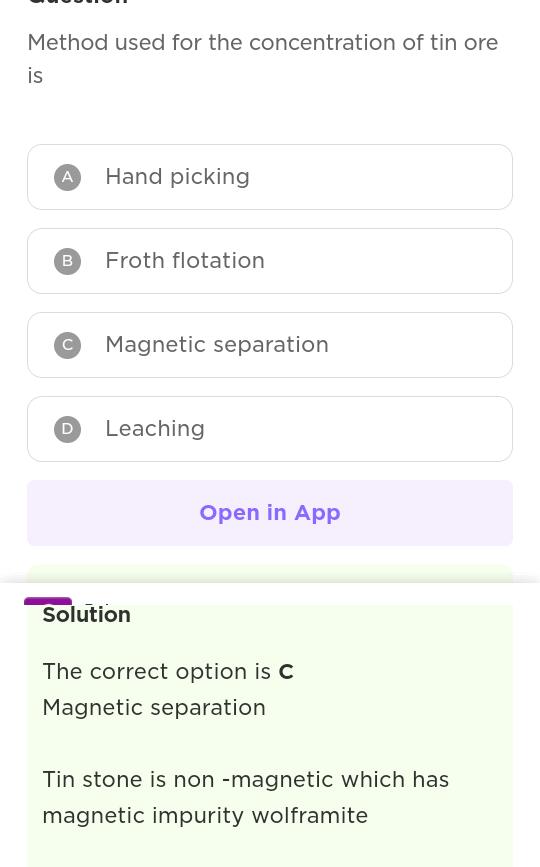 Question
Method used for the concentration of tin ore
is
A Hand picking
B Froth flotation
C Magnetic separation
D Leaching
Open in App
Solution
The correct option is C
Magnetic separation
Tin stone is non -magnetic which has
magnetic impurity wolframite